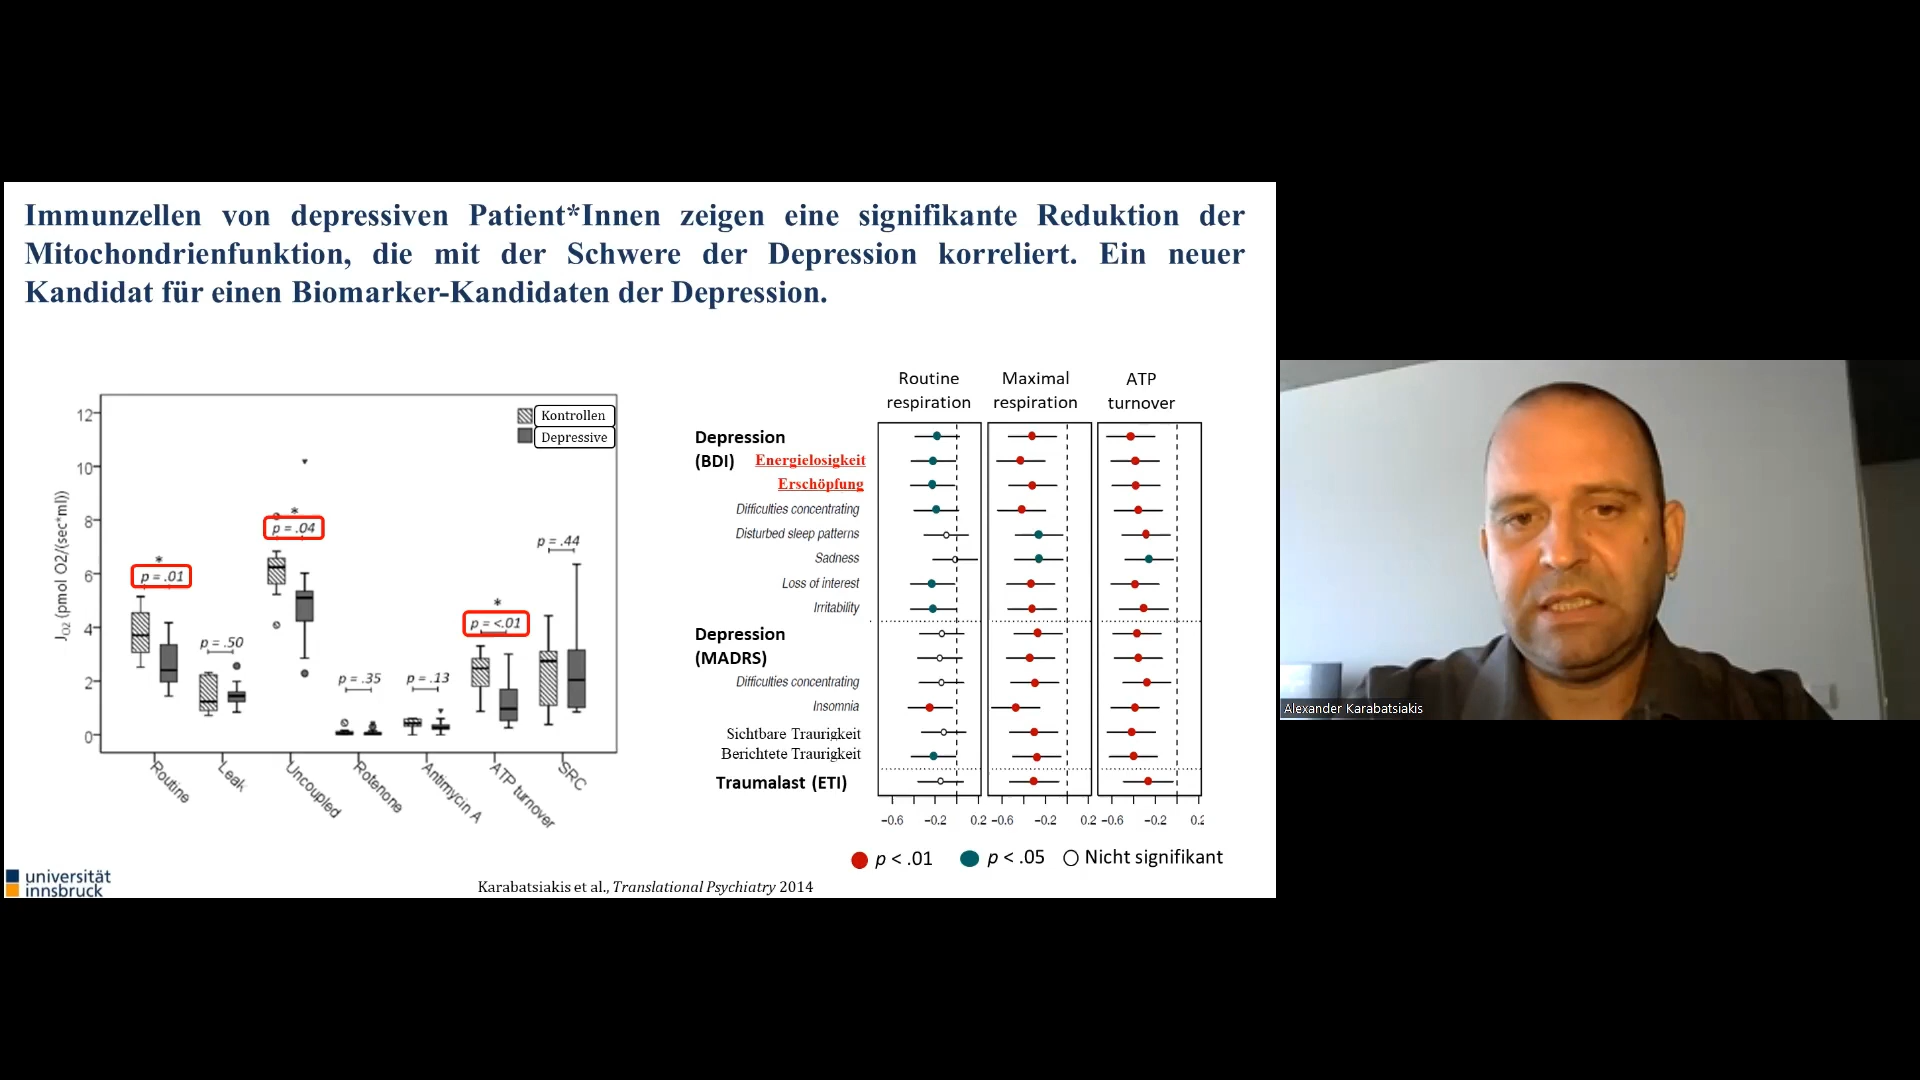 Immunzellen von depressiven Patient*Innen zeigen eine signifikante Reduktion der
Mitochondrienfunktion, die mit der Schwere der Depression korreliert. Ein neuer
Kandidat für einen Biomarker-Kandidaten der Depression.
J_O2 (pmol O2/(sec*ml))
12
10
8
6
4
2
0
Kontrollen
Depressive
*
p = .01
p = .50
*
p = .04
p = .35
p = .13
*
p = <.01
p = .44
Routine
Leak
Uncoupled
Rotenone
Antimycin A
ATP turnover
SRC
Routine
respiration
Maximal
respiration
ATP
turnover
Depression
(BDI) Energielosigkeit
Erschöpfung
Difficulties concentrating
Disturbed sleep patterns
Sadness
Loss of interest
Irritability
Depression
(MADRS)
Difficulties concentrating
Insomnia
Sichtbare Traurigkeit
Berichtete Traurigkeit
Traumalast (ETI)
−0.6 −0.2 0.2 −0.6 −0.2 0.2 −0.6 −0.2 0.2
p < .01 p < .05 Nicht signifikant
universität
innsbruck
Karabatsiakis et al., Translational Psychiatry 2014
Alexander Karabatsiakis